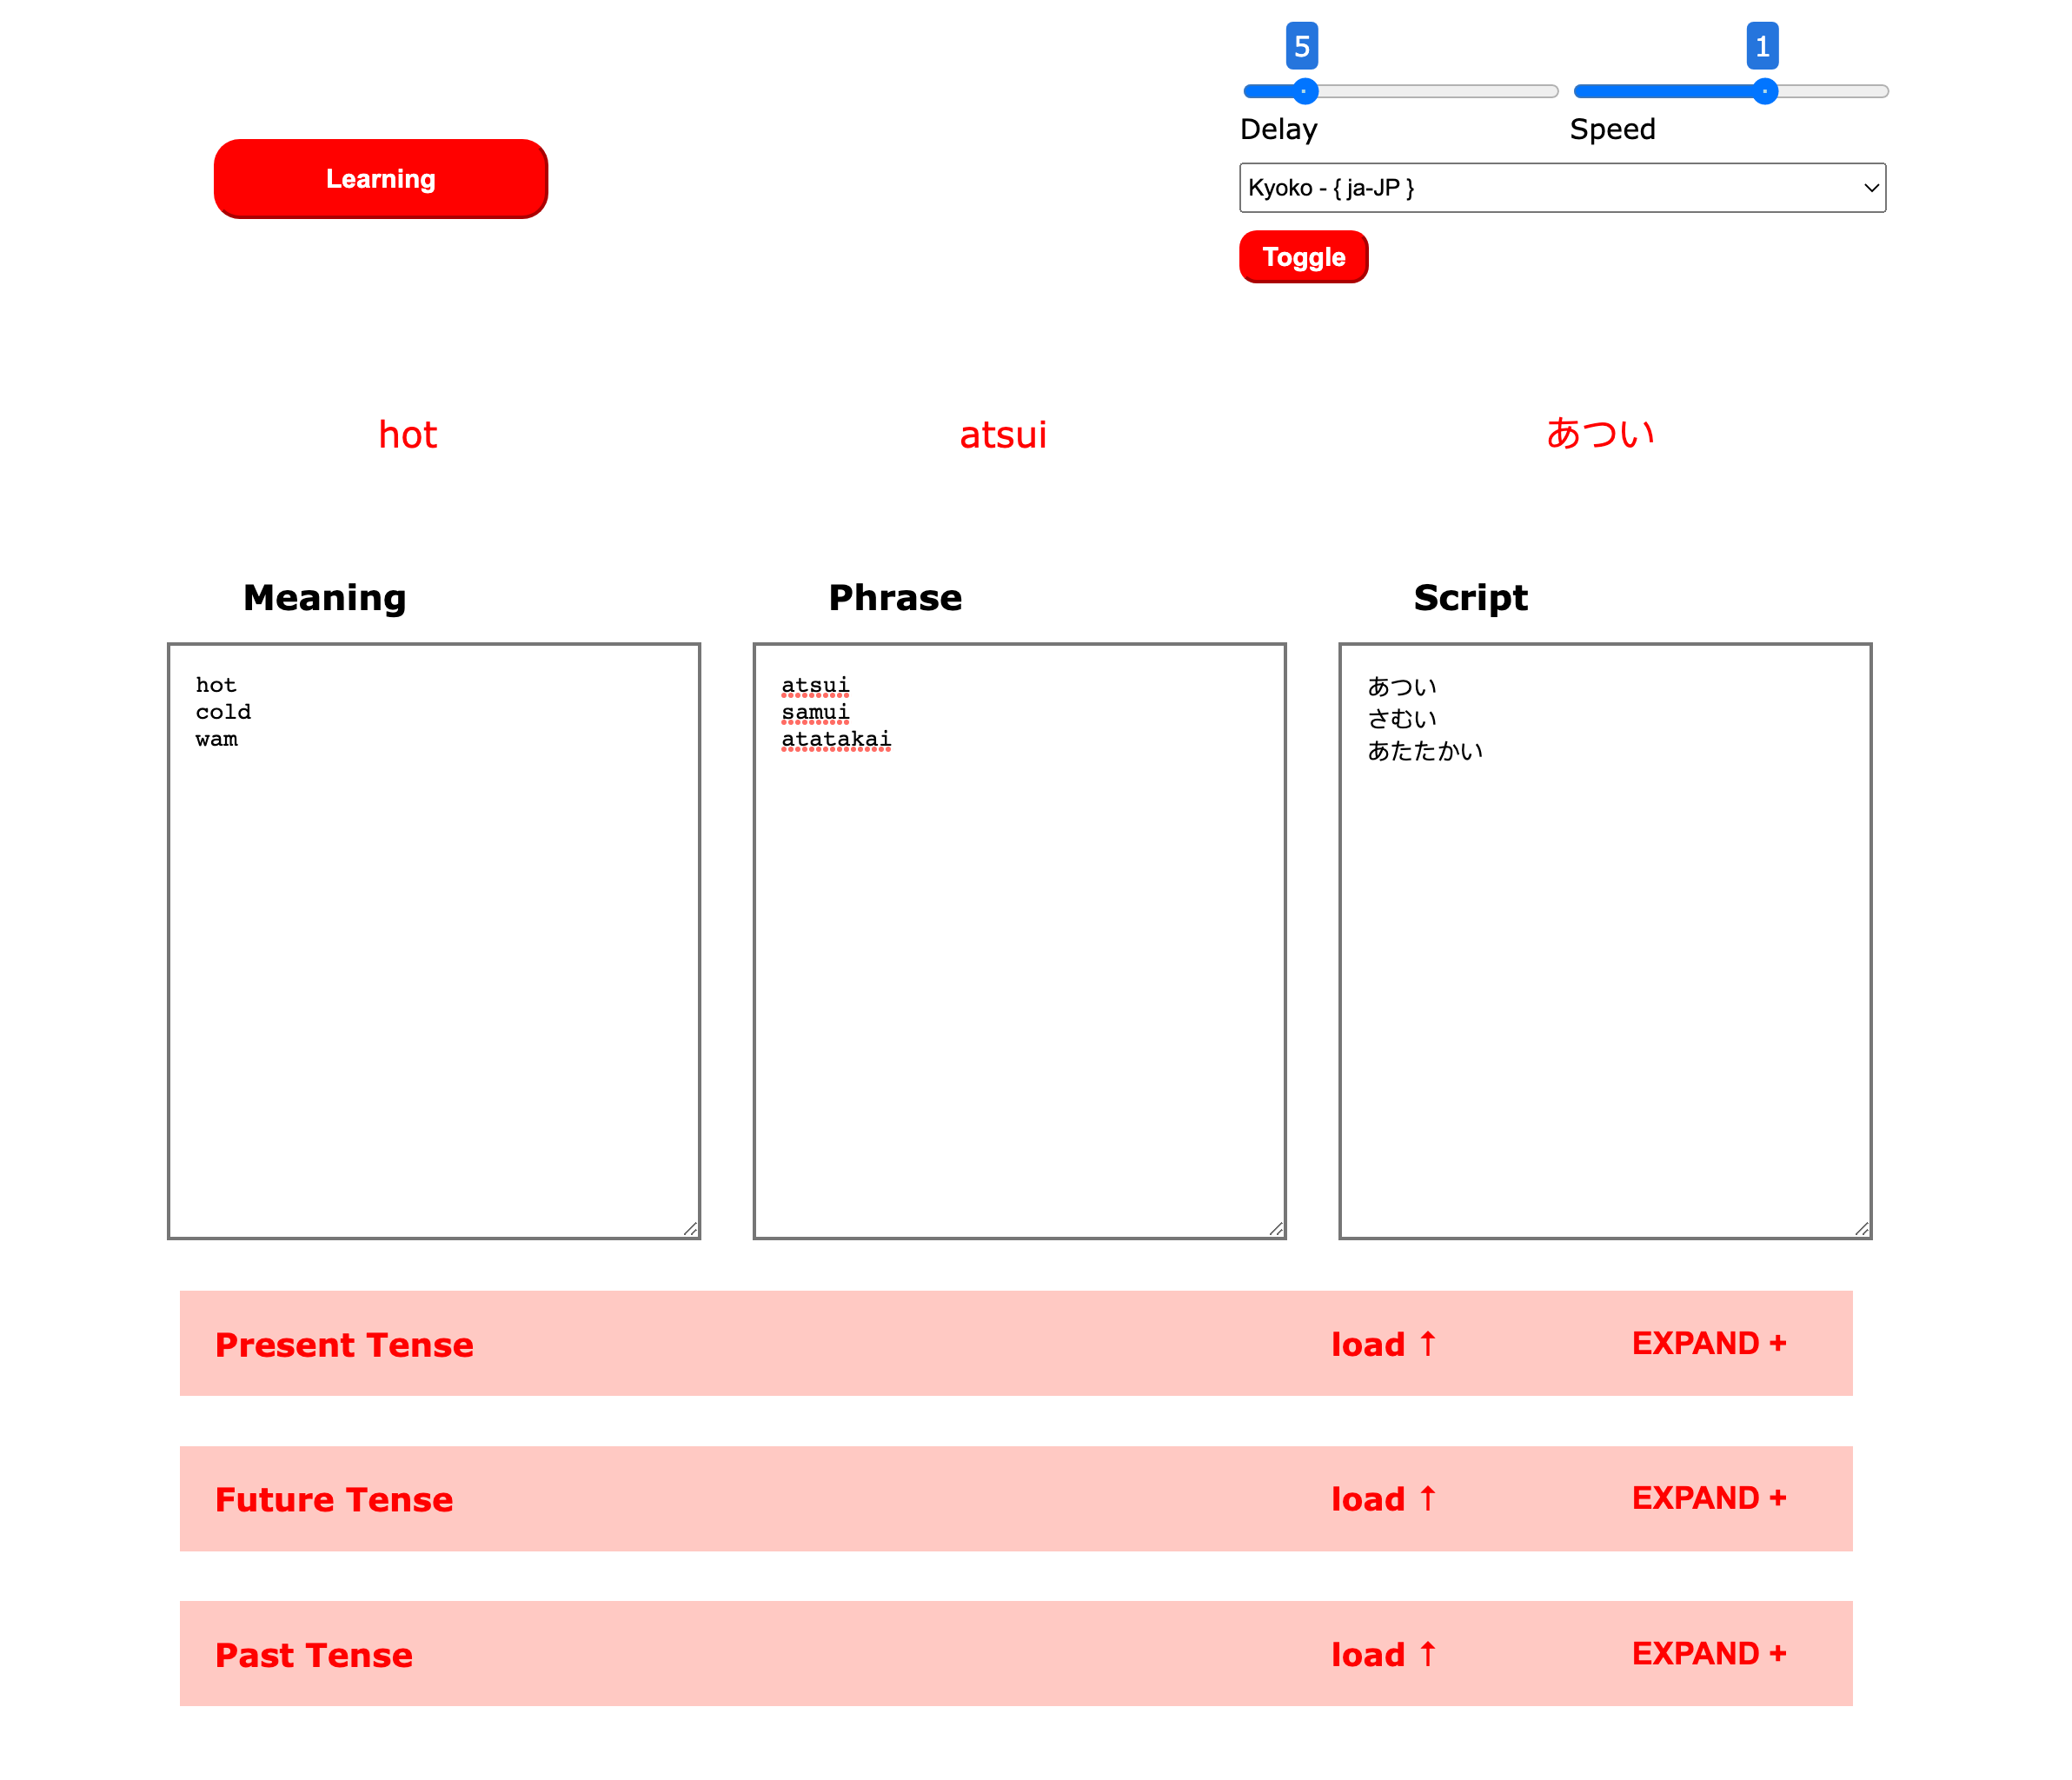 5
1
Delay
Speed
Learning
Kyoko - { ja-JP }
Toggle
hot
atsui
あつい
Meaning
Phrase
Script
hot
cold
wam
atsui
samui
atatakai
あつい
さむい
あたたかい
Present Tense
load ↑
EXPAND +
Future Tense
load ↑
EXPAND +
Past Tense
load ↑
EXPAND +